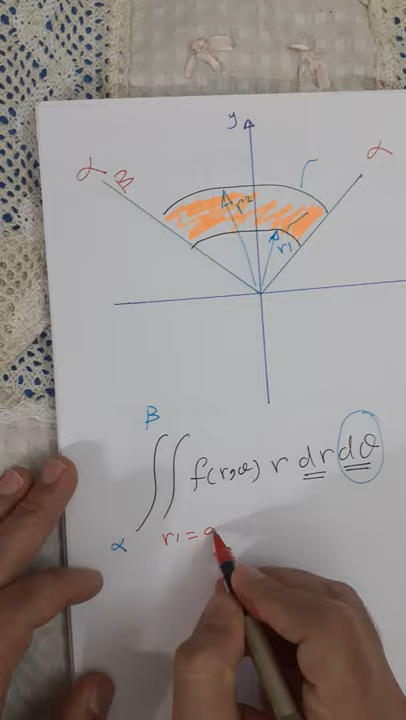 y
α β α
r2
r1
β
∬ f(r,θ) r dr dθ
α r1 =